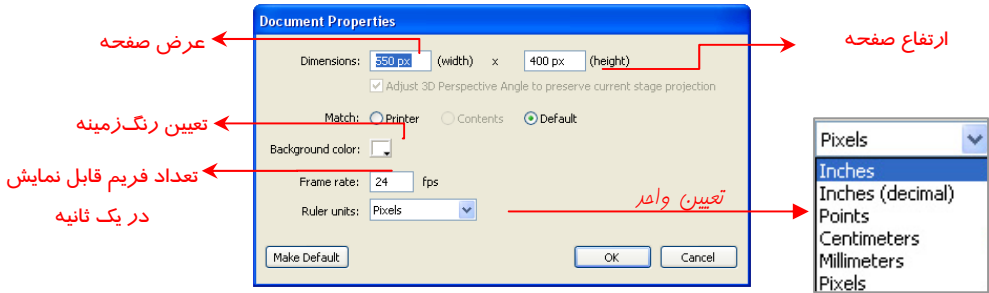 Document Properties
عرض صفحه
ارتفاع صفحه
Dimensions: 550 px (width) x 400 px (height)
Adjust 3D Perspective Angle to preserve current stage projection
Match: Printer Contents Default
تعیین رنگ‌زمینه
Background color:
تعداد فریم قابل نمایش
در یک ثانیه
Frame rate: 24 fps
Ruler units: Pixels
تعیین واحد
Make Default OK Cancel
Pixels
Inches
Inches (decimal)
Points
Centimeters
Millimeters
Pixels